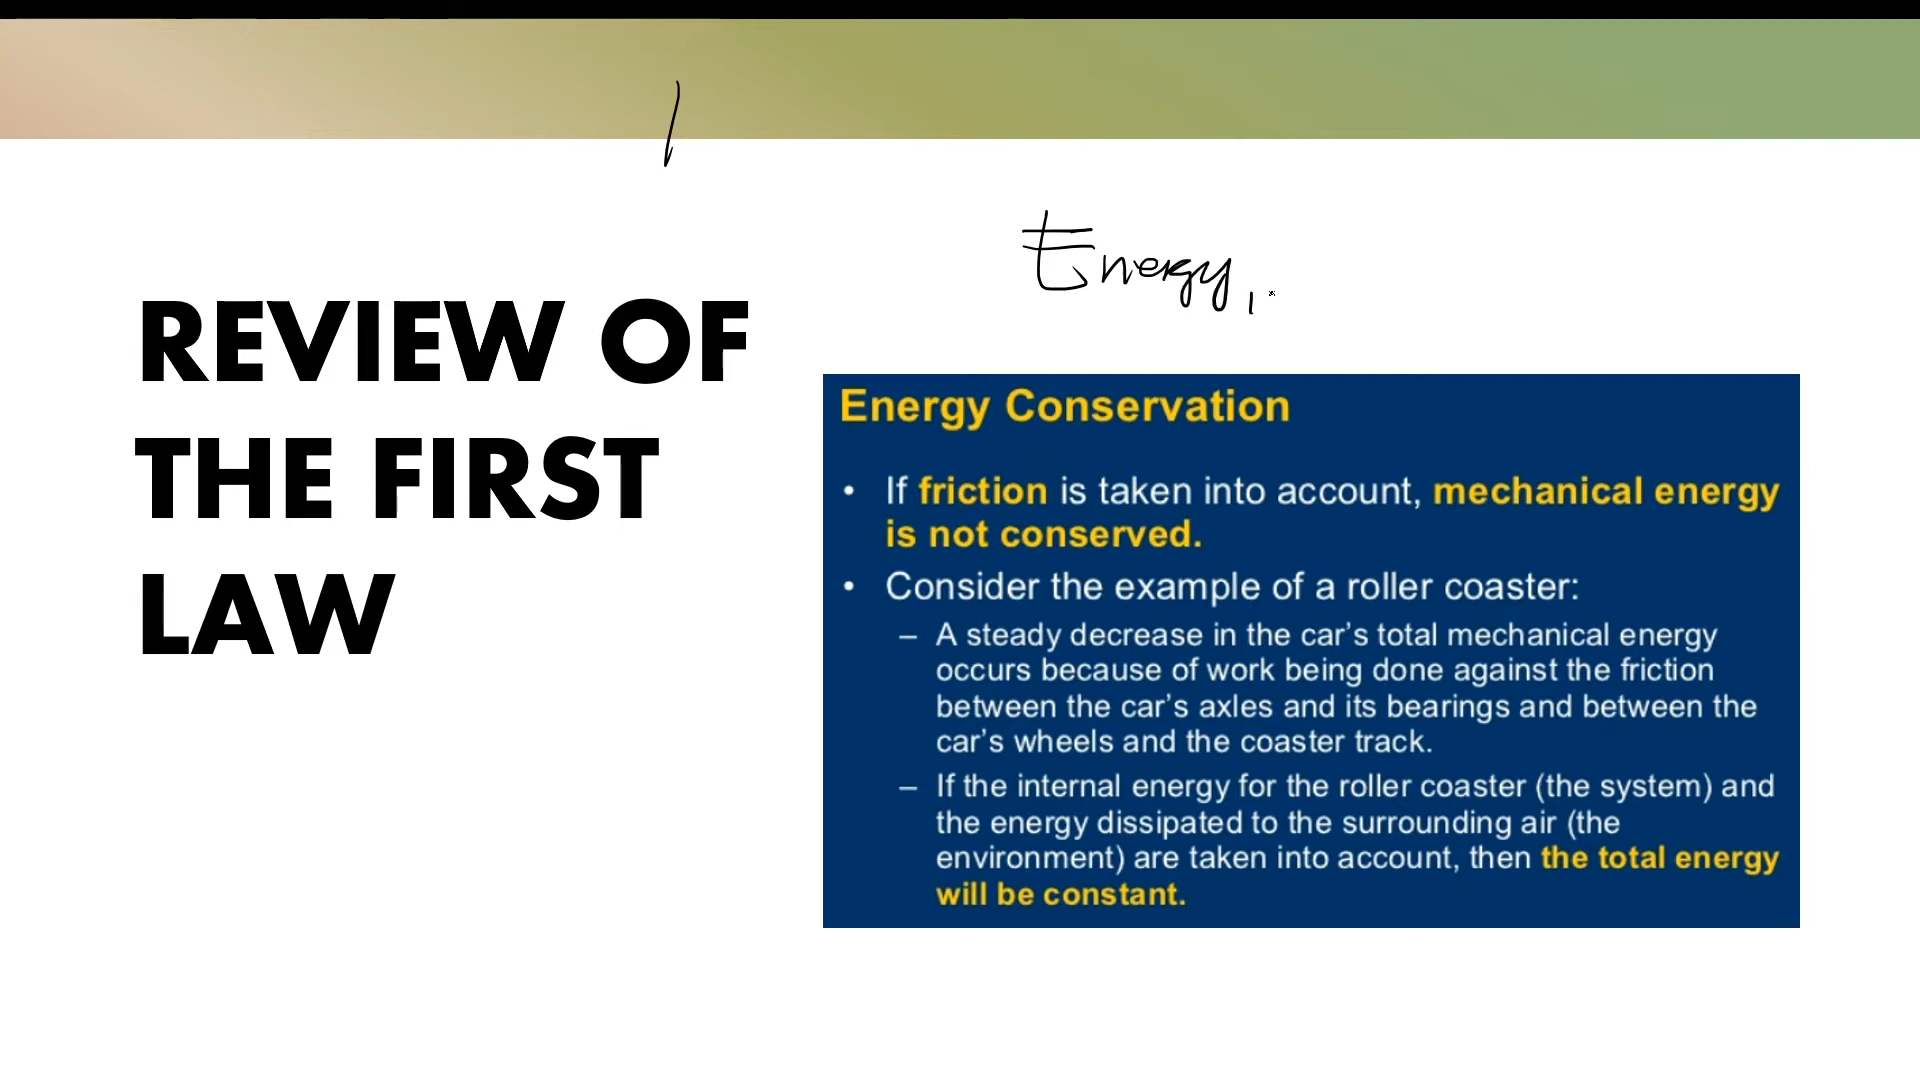 Energy,
REVIEW OF
THE FIRST
LAW
Energy Conservation
• If friction is taken into account, mechanical energy
is not conserved.
• Consider the example of a roller coaster:
– A steady decrease in the car’s total mechanical energy
occurs because of work being done against the friction
between the car’s axles and its bearings and between the
car’s wheels and the coaster track.
– If the internal energy for the roller coaster (the system) and
the energy dissipated to the surrounding air (the
environment) are taken into account, then the total energy
will be constant.